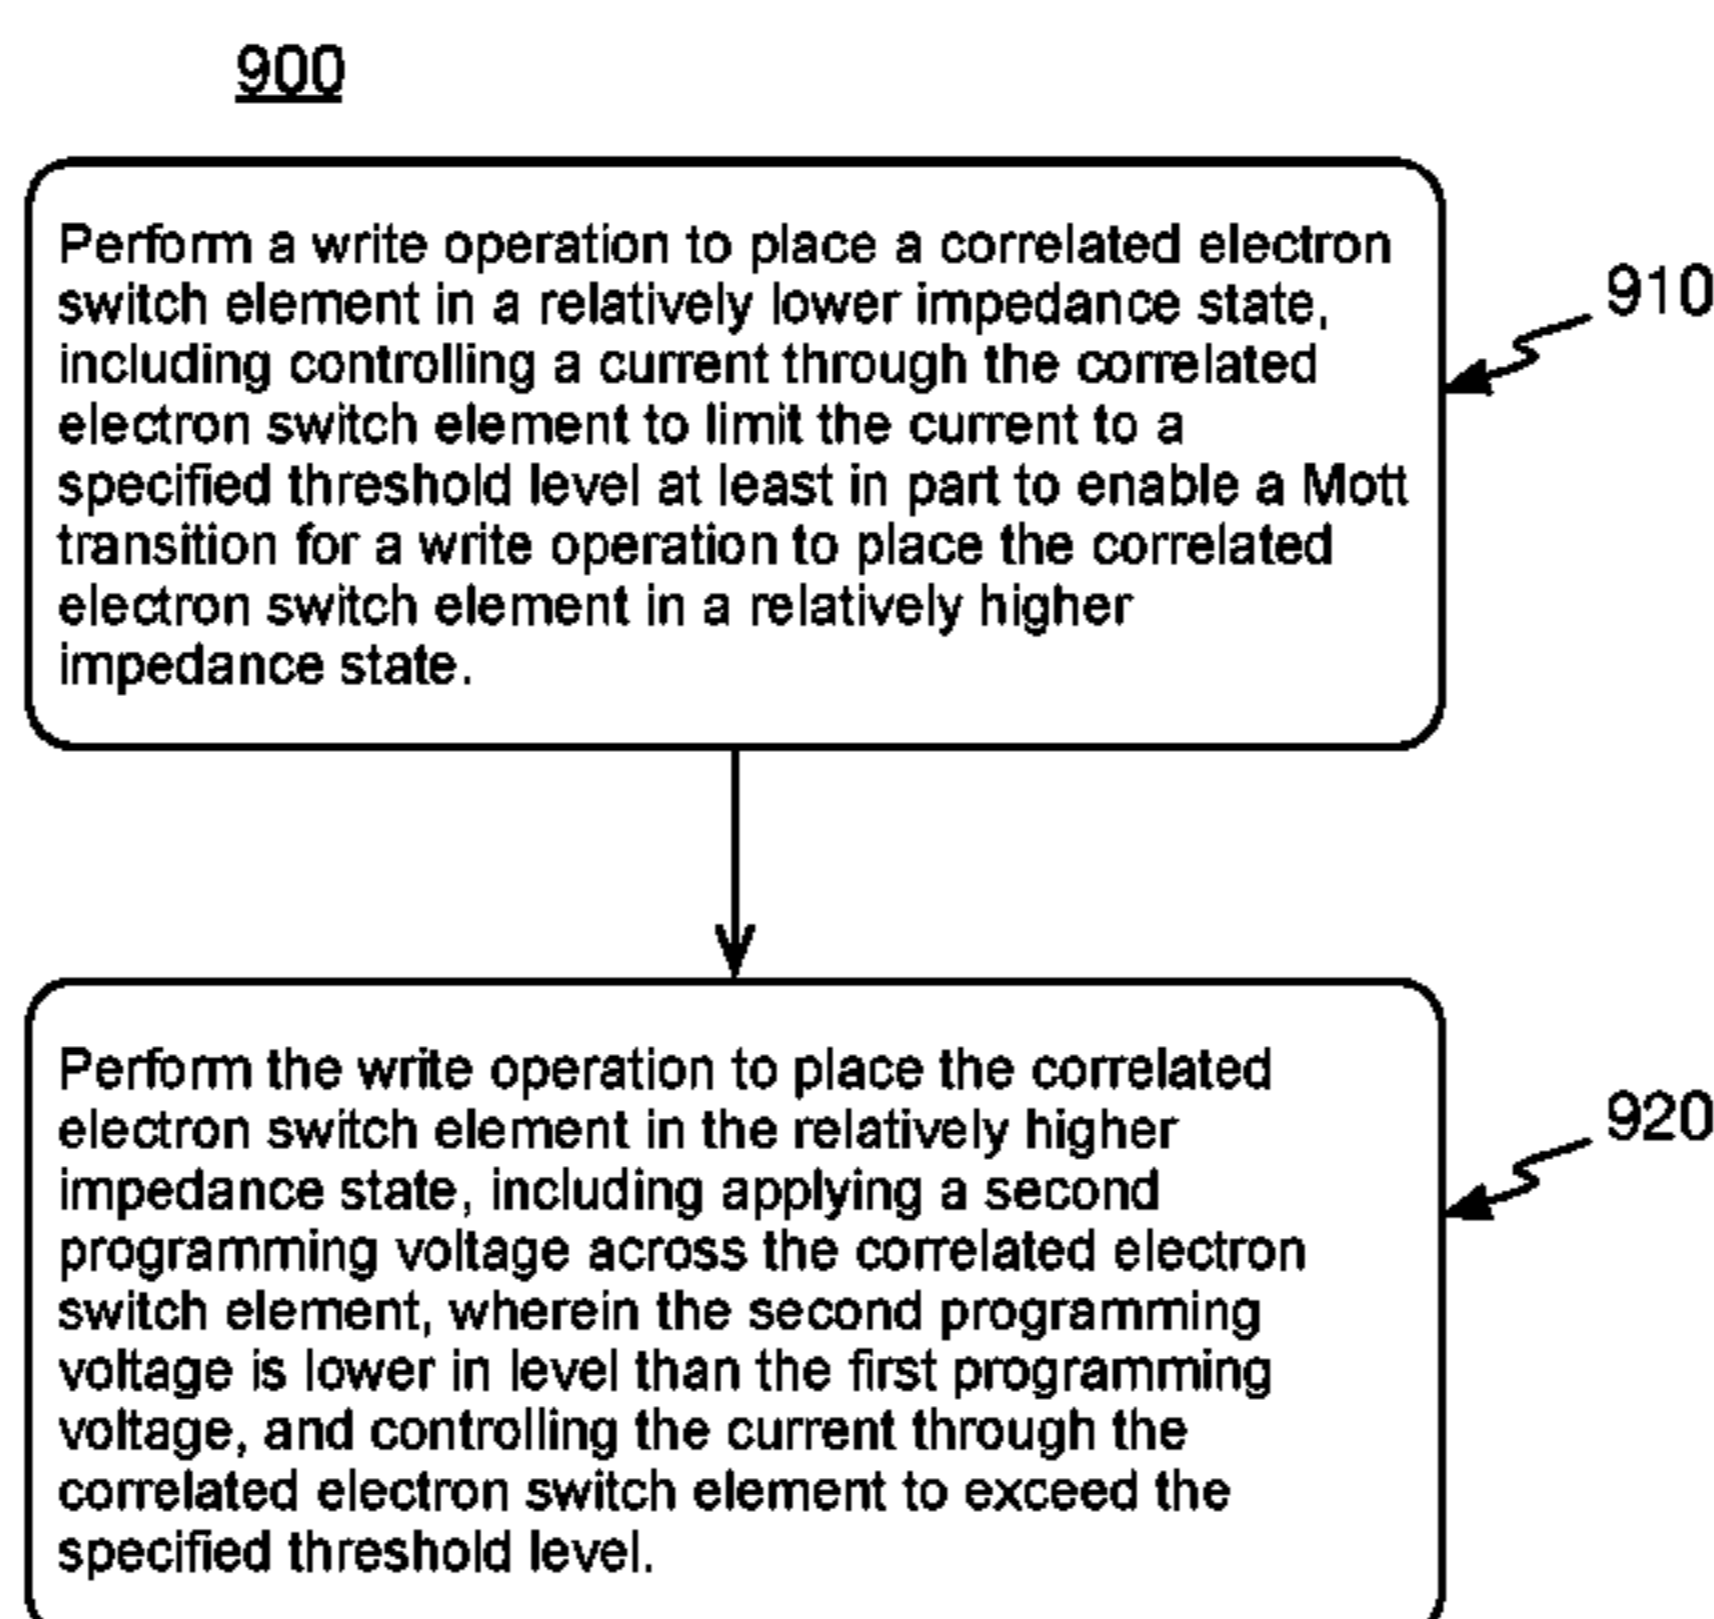 900
Perform a write operation to place a correlated electron
switch element in a relatively lower impedance state,
including controlling a current through the correlated
electron switch element to limit the current to a
specified threshold level at least in part to enable a Mott
transition for a write operation to place the correlated
electron switch element in a relatively higher
impedance state.
910
Perform the write operation to place the correlated
electron switch element in the relatively higher
impedance state, including applying a second
programming voltage across the correlated electron
switch element, wherein the second programming
voltage is lower in level than the first programming
voltage, and controlling the current through the
correlated electron switch element to exceed the
specified threshold level.
920